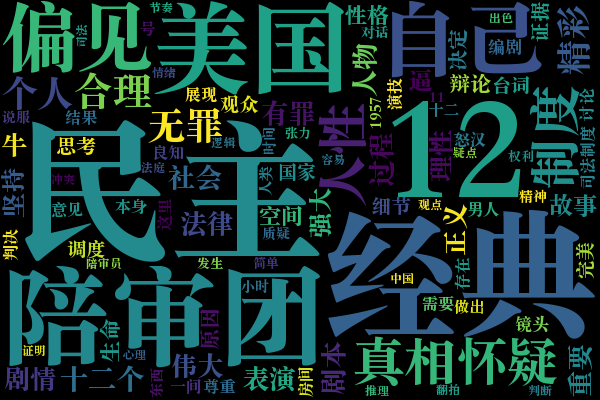 偏见
司法
节奏
美国
性格
号
对话
自己
决定
出色
编剧
证据
精彩
个人
合理
情绪
人物
演技
辩论
台词
说服
结果
无罪
展现
观众
有罪
1957
十二
12
制度
讨论
牛
思考
民主
良知
逻辑
时间
张力
人性
过程
理性
怒汉
疑点
权利
司法制度
坚持
冲突
法庭
社会
人类
国家
容易
意见
本身
这里
法律
空间
质疑
强大
细节
观点
男人
精神
故事
判决
调度
陪审员
发生
简单
经典
正义
存在
完美
陪审团
小时
中国
需要
做出
镜头
证明
生命
心理
原因
伟大
东西
一画
尊重
表演
房间
剧本
真相
怀疑
推理
翻拍
判断
重要
剧情
十二个